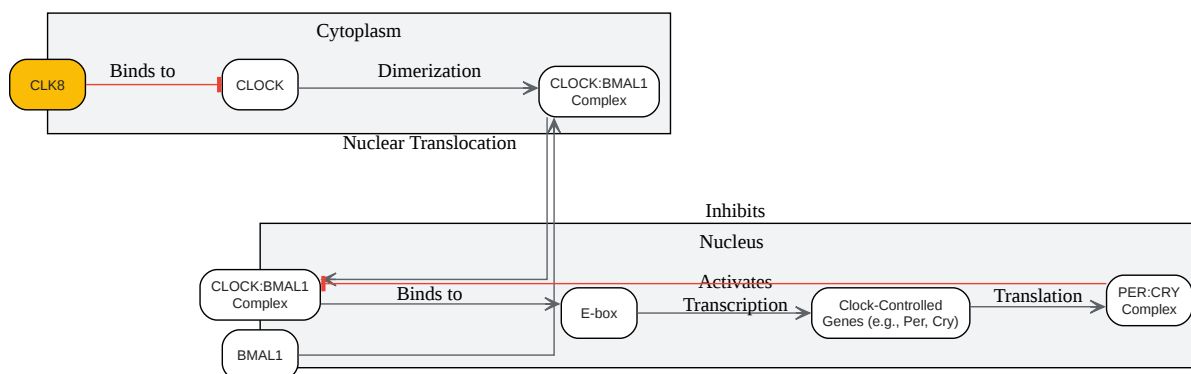 Cytoplasm
CLK8
Binds to
CLOCK
Dimerization
CLOCK:BMAL1
Complex
Nuclear Translocation
Inhibits
Nucleus
CLOCK:BMAL1
Complex
Binds to
E-box
Activates
Transcription
Clock-Controlled
Genes (e.g., Per, Cry)
Translation
PER:CRY
Complex
BMAL1